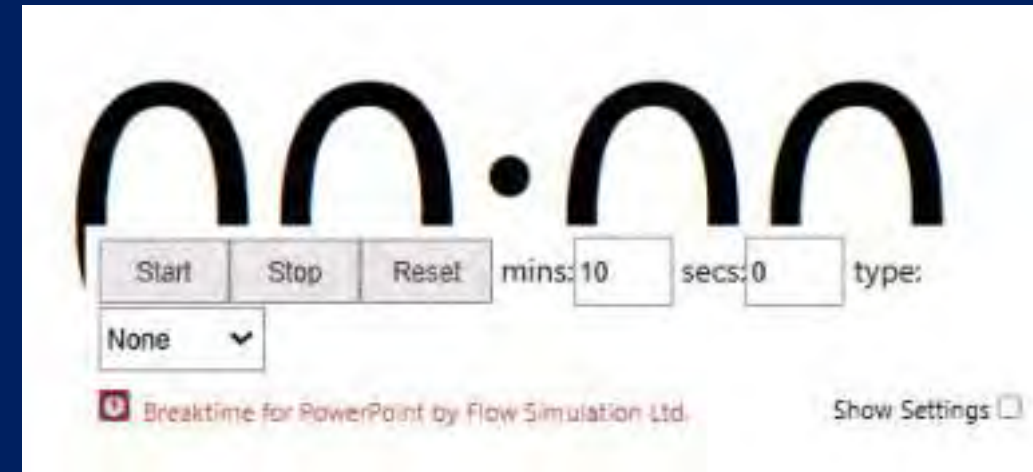 00:00
Start Stop Reset mins: 10 secs: 0 type:
None
Breaktime for PowerPoint by Flow Simulation Ltd.
Show Settings